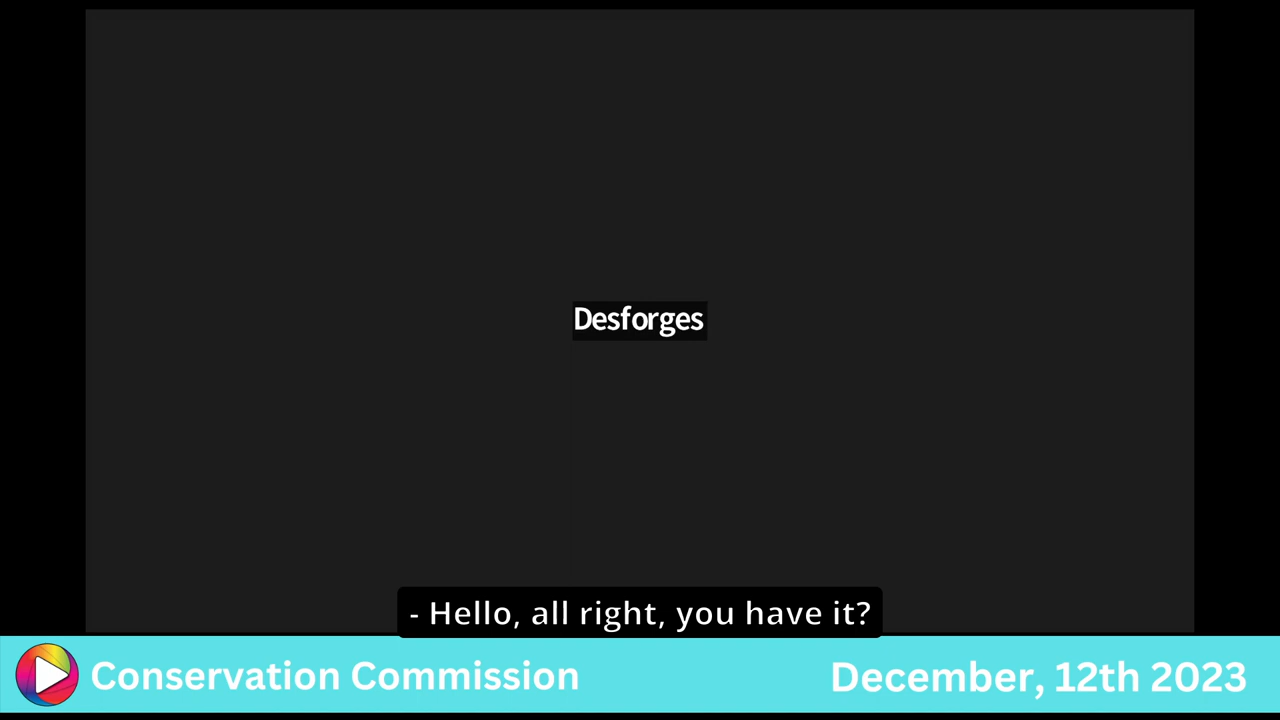 Desforges
- Hello, all right, you have it?
Conservation Commission
December, 12th 2023